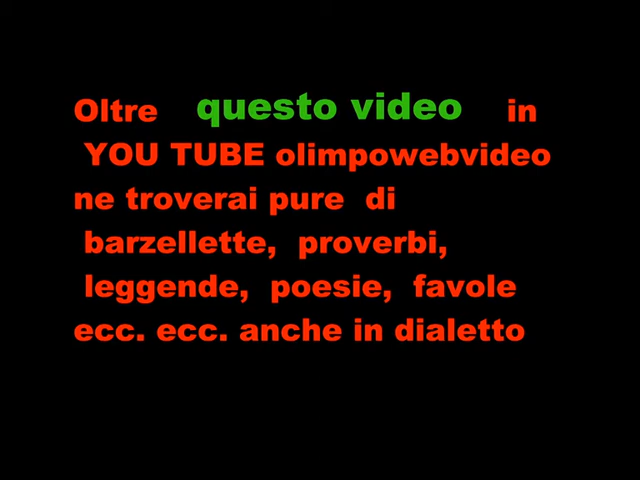 Oltre questo video in
YOU TUBE olimpowebvideo
ne troverai pure di
barzellette, proverbi,
leggende, poesie, favole
ecc. ecc. anche in dialetto